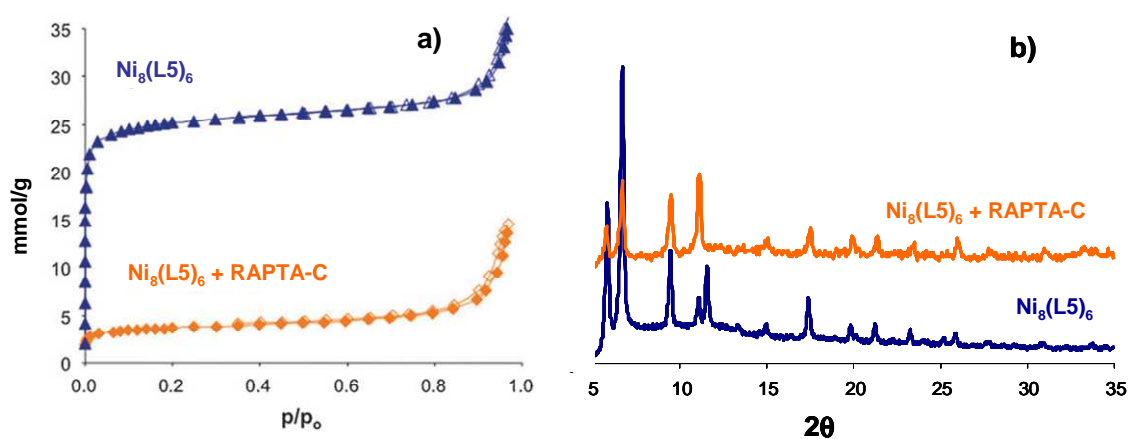 a)
Ni₈(L5)₆
Ni₈(L5)₆ + RAPTA-C
mmol/g
35
30
25
20
15
10
5
0
0.0 0.2 0.4 0.6 0.8 1.0
p/pₒ
b)
Ni₈(L5)₆ + RAPTA-C
Ni₈(L5)₆
5 10 15 20 25 30 35
2θ